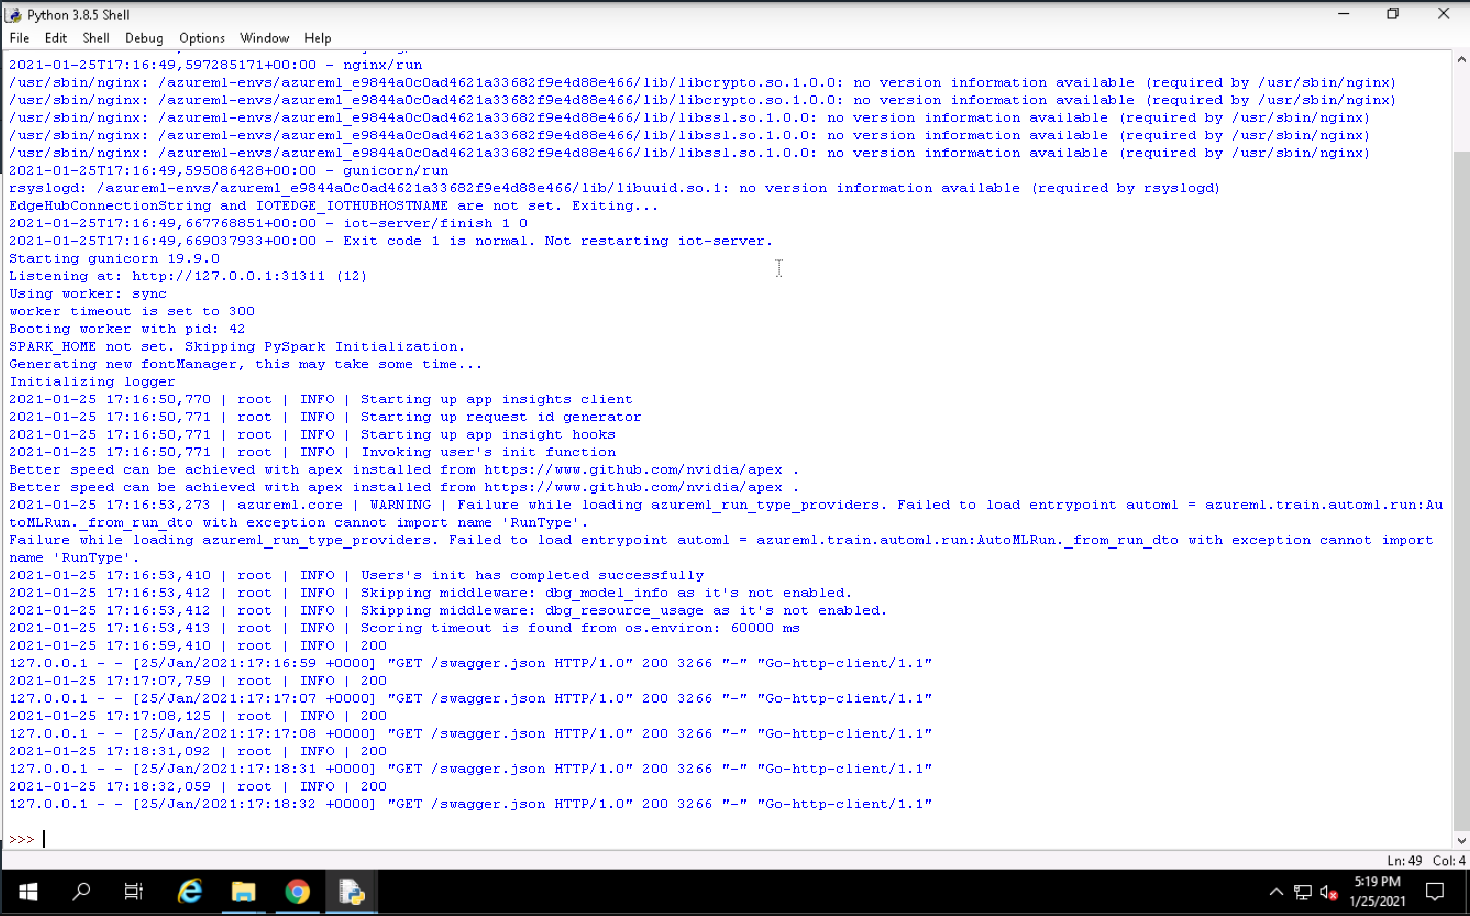 Python 3.8.5 Shell
File Edit Shell Debug Options Window Help
2021-01-25T17:16:49,597285171+00:00 - nginx/run
/usr/sbin/nginx: /azureml-envs/azureml_e9844a0c0ad4621a33682f9e4d88e466/lib/libcrypto.so.1.0.0: no version information available (required by /usr/sbin/nginx)
/usr/sbin/nginx: /azureml-envs/azureml_e9844a0c0ad4621a33682f9e4d88e466/lib/libcrypto.so.1.0.0: no version information available (required by /usr/sbin/nginx)
/usr/sbin/nginx: /azureml-envs/azureml_e9844a0c0ad4621a33682f9e4d88e466/lib/libssl.so.1.0.0: no version information available (required by /usr/sbin/nginx)
/usr/sbin/nginx: /azureml-envs/azureml_e9844a0c0ad4621a33682f9e4d88e466/lib/libssl.so.1.0.0: no version information available (required by /usr/sbin/nginx)
/usr/sbin/nginx: /azureml-envs/azureml_e9844a0c0ad4621a33682f9e4d88e466/lib/libssl.so.1.0.0: no version information available (required by /usr/sbin/nginx)
2021-01-25T17:16:49,595086428+00:00 - gunicorn/run
rsyslogd: /azureml-envs/azureml_e9844a0c0ad4621a33682f9e4d88e466/lib/libuuid.so.1: no version information available (required by rsyslogd)
EdgeHubConnectionString and IOTEDGE_IOTHUBHOSTNAME are not set. Exiting...
2021-01-25T17:16:49,667768851+00:00 - iot-server/finish 1 0
2021-01-25T17:16:49,669037933+00:00 - Exit code 1 is normal. Not restarting iot-server.
Starting gunicorn 19.9.0
Listening at: http://127.0.0.1:31311 (12)
Using worker: sync
worker timeout is set to 300
Booting worker with pid: 42
SPARK_HOME not set. Skipping PySpark Initialization.
Generating new fontManager, this may take some time...
Initializing logger
2021-01-25 17:16:50,770 | root | INFO | Starting up app insights client
2021-01-25 17:16:50,771 | root | INFO | Starting up request id generator
2021-01-25 17:16:50,771 | root | INFO | Starting up app insight hooks
2021-01-25 17:16:50,771 | root | INFO | Invoking user's init function
Better speed can be achieved with apex installed from https://www.github.com/nvidia/apex .
Better speed can be achieved with apex installed from https://www.github.com/nvidia/apex .
2021-01-25 17:16:53,273 | azureml.core | WARNING | Failure while loading azureml_run_type_providers. Failed to load entrypoint automl = azureml.train.automl.run:Au
toMLRun._from_run_dto with exception cannot import name 'RunType'.
Failure while loading azureml_run_type_providers. Failed to load entrypoint automl = azureml.train.automl.run:AutoMLRun._from_run_dto with exception cannot import
name 'RunType'.
2021-01-25 17:16:53,410 | root | INFO | Users's init has completed successfully
2021-01-25 17:16:53,412 | root | INFO | Skipping middleware: dbg_model_info as it's not enabled.
2021-01-25 17:16:53,412 | root | INFO | Skipping middleware: dbg_resource_usage as it's not enabled.
2021-01-25 17:16:53,413 | root | INFO | Scoring timeout is found from os.environ: 60000 ms
2021-01-25 17:16:59,410 | root | INFO | 200
127.0.0.1 - - [25/Jan/2021:17:16:59 +0000] "GET /swagger.json HTTP/1.0" 200 3266 "-" "Go-http-client/1.1"
2021-01-25 17:17:07,759 | root | INFO | 200
127.0.0.1 - - [25/Jan/2021:17:17:07 +0000] "GET /swagger.json HTTP/1.0" 200 3266 "-" "Go-http-client/1.1"
2021-01-25 17:17:08,125 | root | INFO | 200
127.0.0.1 - - [25/Jan/2021:17:17:08 +0000] "GET /swagger.json HTTP/1.0" 200 3266 "-" "Go-http-client/1.1"
2021-01-25 17:18:31,092 | root | INFO | 200
127.0.0.1 - - [25/Jan/2021:17:18:31 +0000] "GET /swagger.json HTTP/1.0" 200 3266 "-" "Go-http-client/1.1"
2021-01-25 17:18:32,059 | root | INFO | 200
127.0.0.1 - - [25/Jan/2021:17:18:32 +0000] "GET /swagger.json HTTP/1.0" 200 3266 "-" "Go-http-client/1.1"
>>>
Ln: 49 Col: 4
5:19 PM
1/25/2021